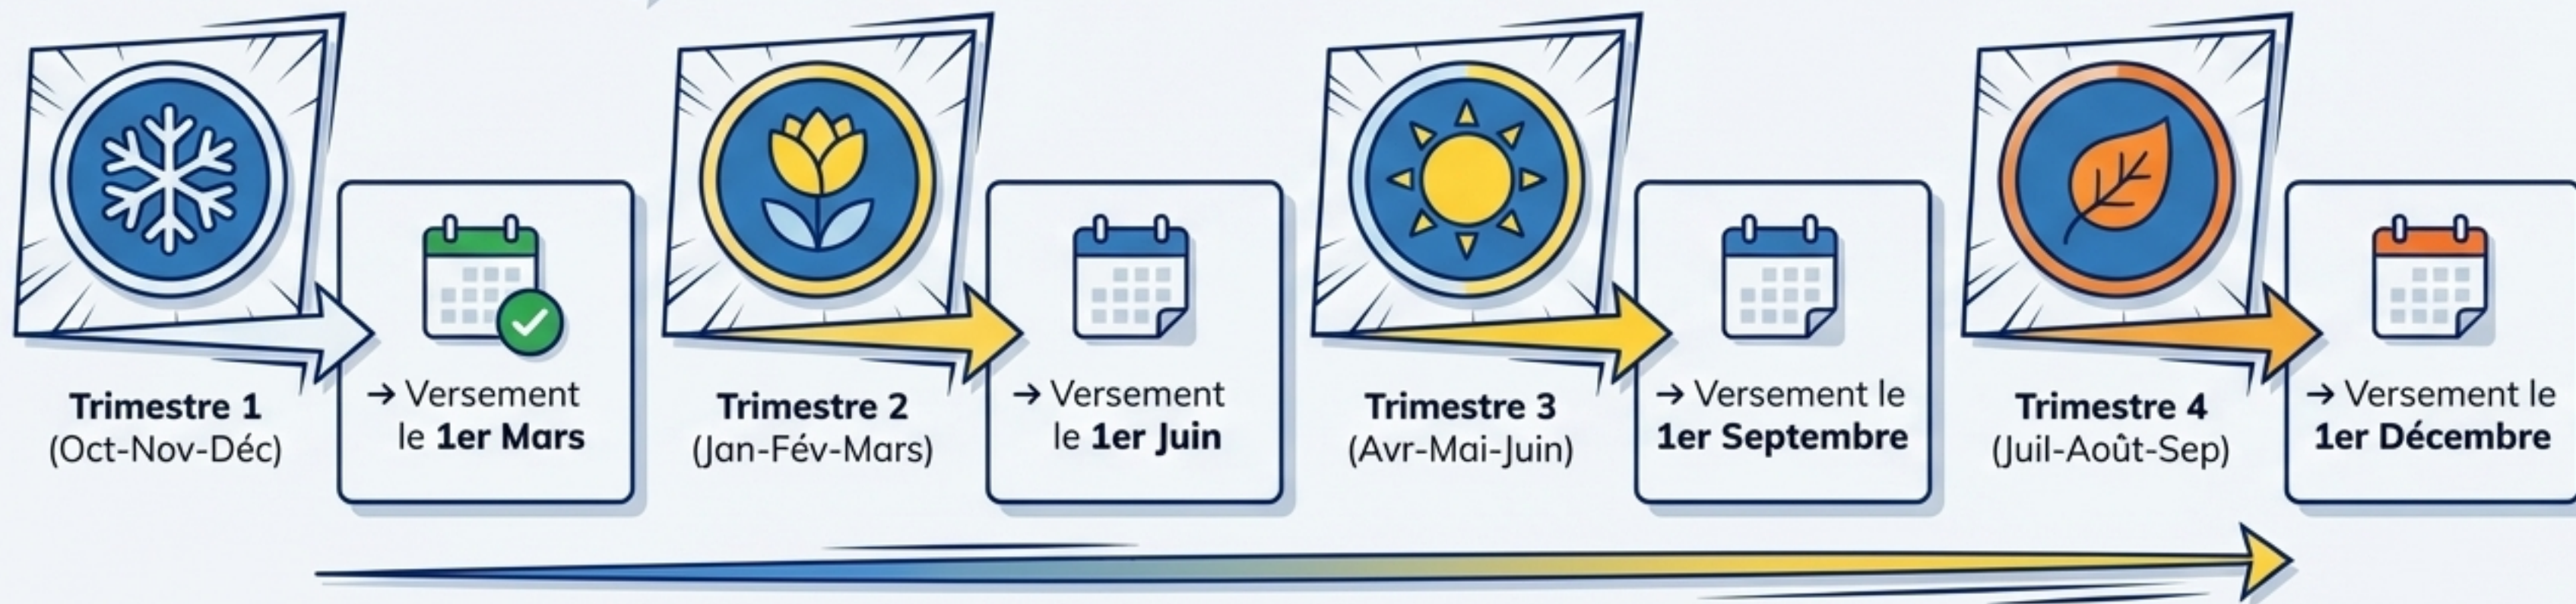 Trimestre 1
(Oct-Nov-Déc)
→ Versement
le 1er Mars
Trimestre 2
(Jan-Fév-Mars)
→ Versement
le 1er Juin
Trimestre 3
(Avr-Mai-Juin)
→ Versement le
1er Septembre
Trimestre 4
(Juil-Août-Sep)
→ Versement le
1er Décembre